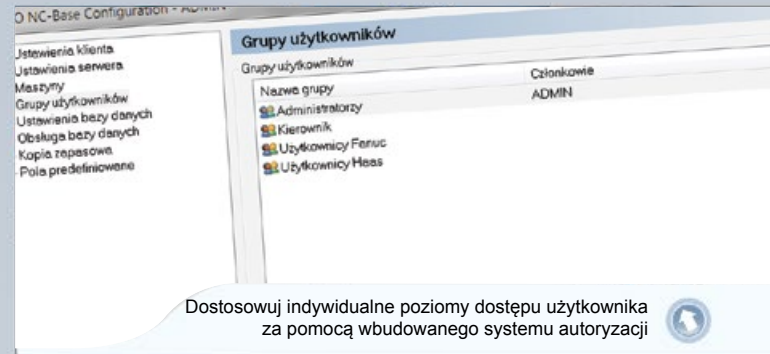 O NC-Base Configuration - ADMIN
Ustawienia klienta
Ustawienia serwera
Maszyny
Grupy użytkowników
Ustawienia bazy danych
Obsługa bazy danych
Kopia zapasowa
Pola predefiniowane
Grupy użytkowników
Grupy użytkowników
Nazwa grupy Członkowie
Administratorzy ADMIN
Kierownik
Użytkownicy Fanuc
Użytkownicy Haas
Dostosowuj indywidualne poziomy dostępu użytkownika
za pomocą wbudowanego systemu autoryzacji